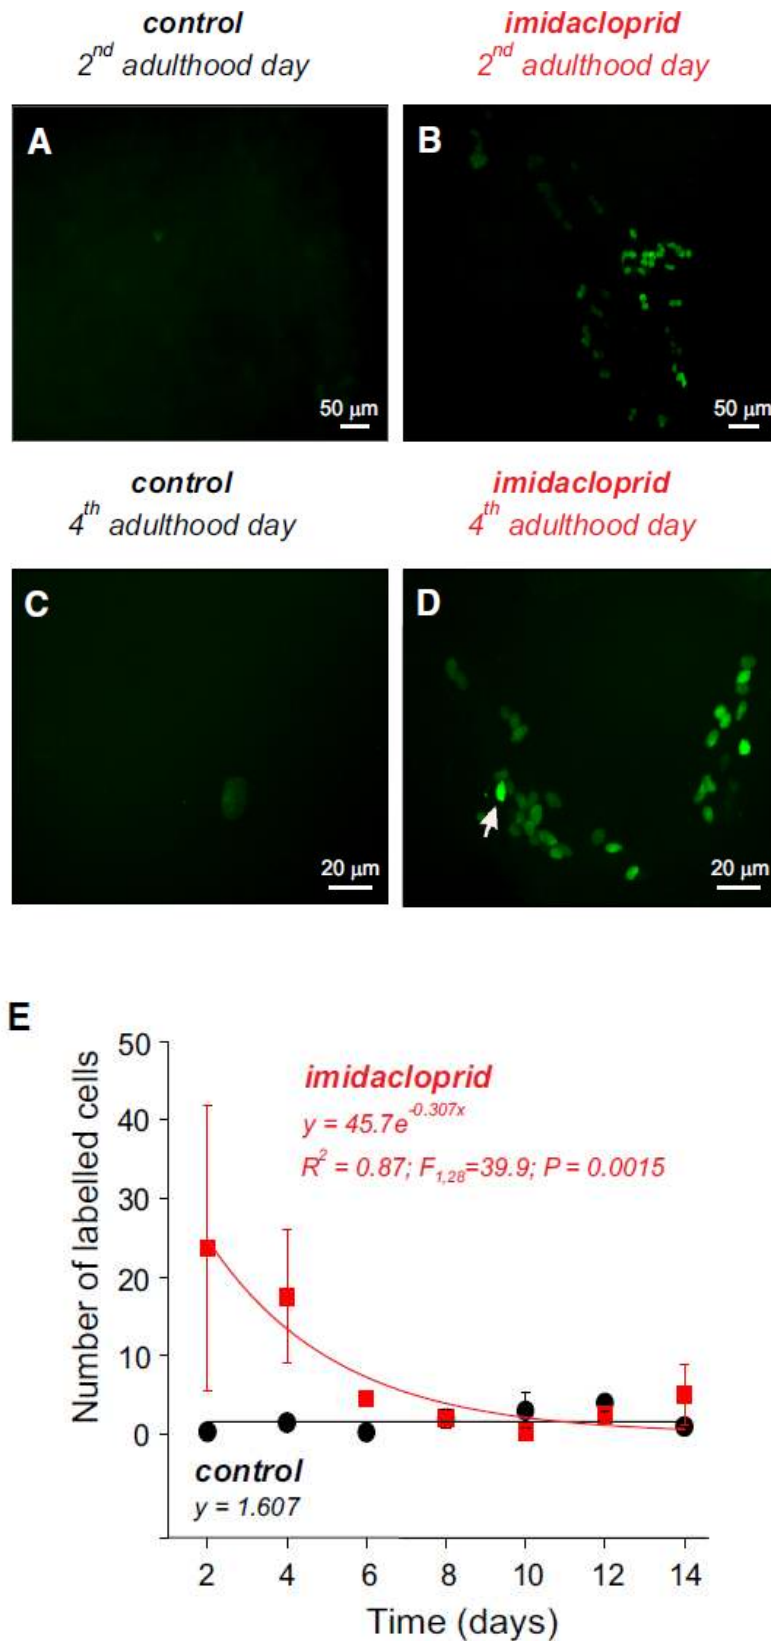 control
2nd adulthood day
imidacloprid
2nd adulthood day
A
50 μm
B
50 μm
control
4th adulthood day
imidacloprid
4th adulthood day
C
20 μm
D
20 μm
E
50
40
30
20
10
0
Number of labelled cells
imidacloprid
y = 45.7e-0.307x
R2 = 0.87; F1,28=39.9; P = 0.0015
control
y = 1.607
2 4 6 8 10 12 14
Time (days)